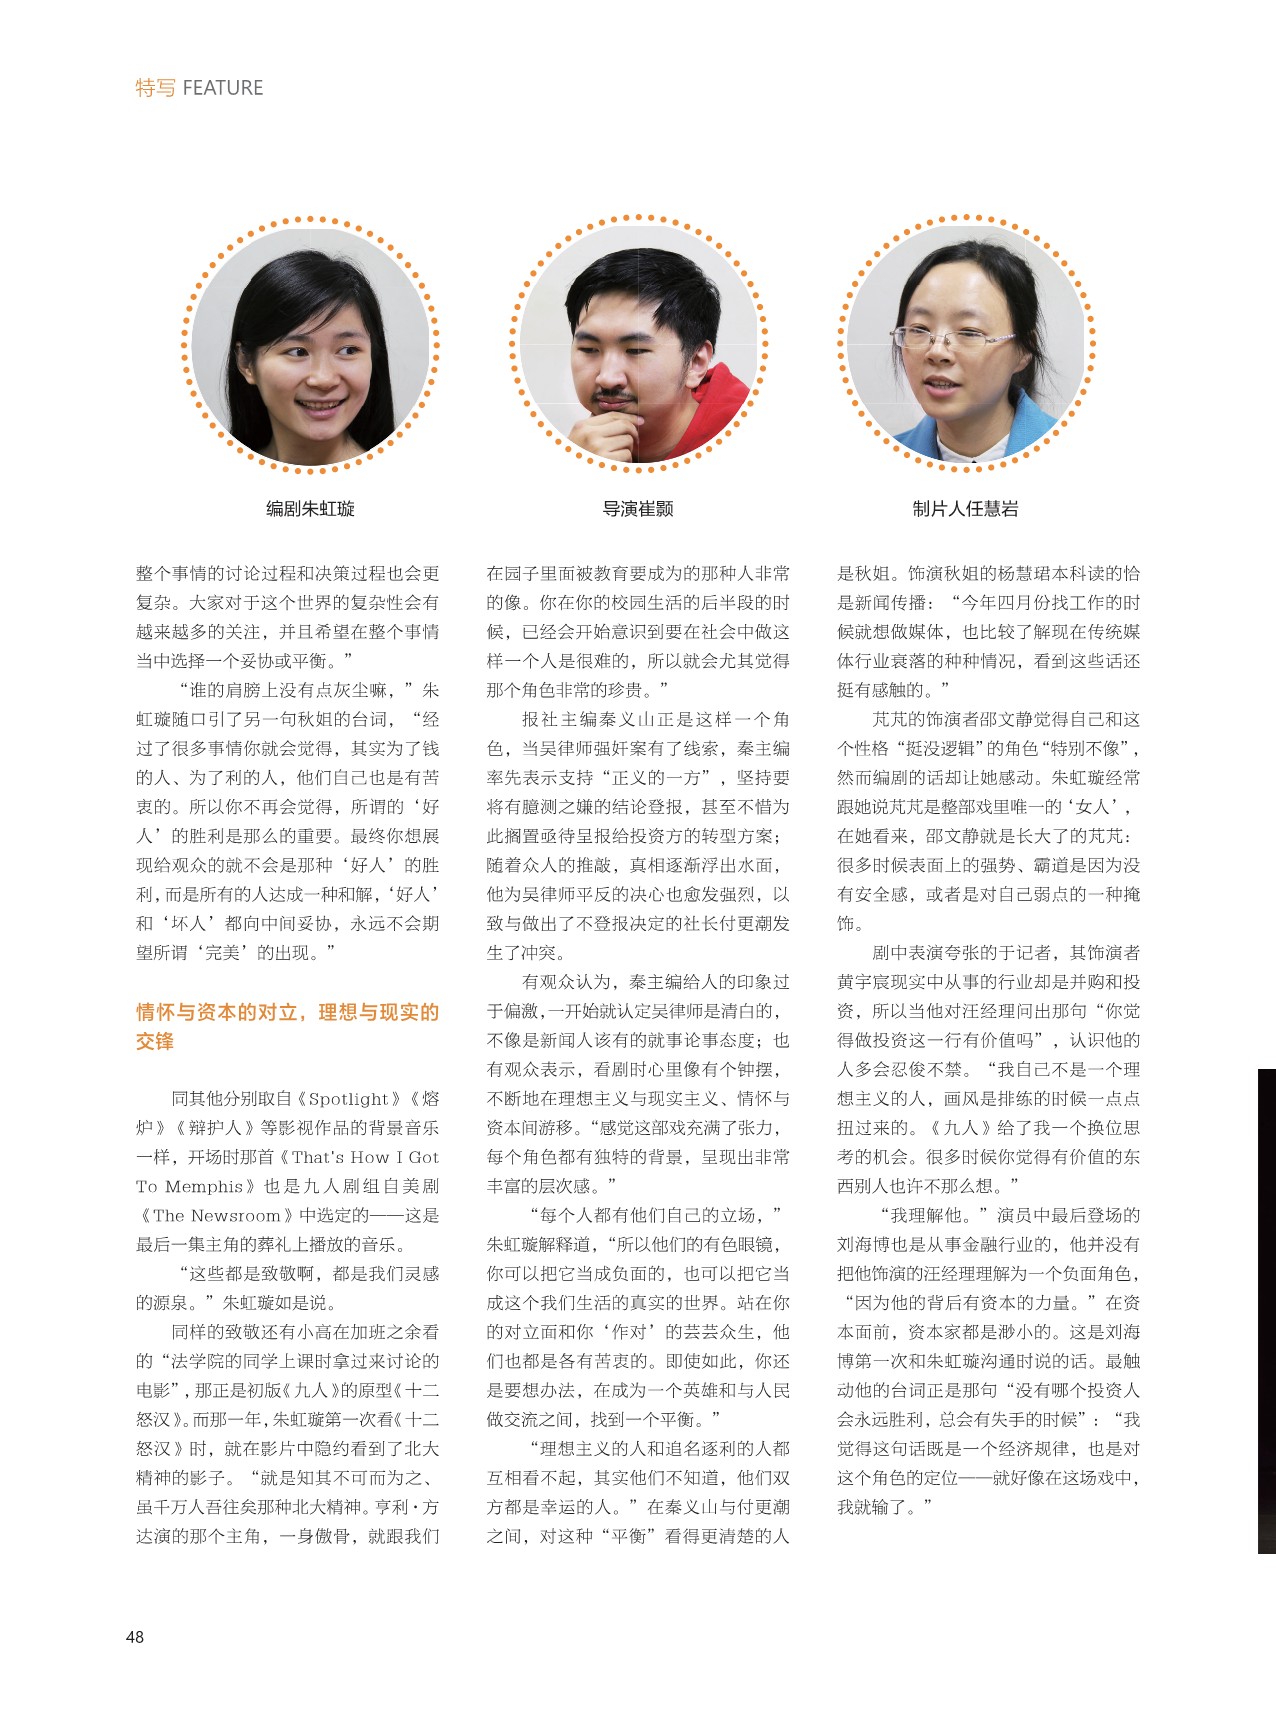 特写 FEATURE
编剧朱虹璇
导演崔颢
制片人任慧岩
整个事情的讨论过程和决策过程也会更
复杂。大家对于这个世界的复杂性会有
越来越多的关注，并且希望在整个事情
当中选择一个妥协或平衡。”
“谁的肩膀上没有点灰尘嘛，”朱
虹璇随口引了另一句秋姐的台词，“经
过了很多事情你就会觉得，其实为了钱
的人、为了利的人，他们自己也是有苦
衷的。所以你不再会觉得，所谓的‘好
人’的胜利是那么的重要。最终你想展
现给观众的就不会是那种‘好人’的胜
利，而是所有的人达成一种和解，‘好人’
和‘坏人’都向中间妥协，永远不会期
望所谓‘完美’的出现。”
情怀与资本的对立，理想与现实的
交锋
同其他分别取自《Spotlight》《熔
炉》《辩护人》等影视作品的背景音乐
一样，开场时那首《That's How I Got
To Memphis》也是九人剧组自美剧
《The Newsroom》中选定的——这是
最后一集主角的葬礼上播放的音乐。
“这些都是致敬啊，都是我们灵感
的源泉。”朱虹璇如是说。
同样的致敬还有小高在加班之余看
的“法学院的同学上课时拿过来讨论的
电影”，那正是初版《九人》的原型《十二
怒汉》。而那一年，朱虹璇第一次看《十二
怒汉》时，就在影片中隐约看到了北大
精神的影子。“就是知其不可而为之、
虽千万人吾往矣那种北大精神。亨利·方
达演的那个主角，一身傲骨，就跟我们
在园子里面被教育要成为的那种人非常
的像。你在你的校园生活的后半段的时
候，已经会开始意识到要在社会中做这
样一个人是很难的，所以就会尤其觉得
那个角色非常的珍贵。”
报社主编秦义山正是这样一个角
色，当吴律师强奸案有了线索，秦主编
率先表示支持“正义的一方”，坚持要
将有臆测之嫌的结论登报，甚至不惜为
此搁置亟待呈报给投资方的转型方案；
随着众人的推敲，真相逐渐浮出水面，
他为吴律师平反的决心也愈发强烈，以
致与做出了不登报决定的社长付更潮发
生了冲突。
有观众认为，秦主编给人的印象过
于偏激，一开始就认定吴律师是清白的，
不像是新闻人该有的就事论事态度；也
有观众表示，看剧时心里像有个钟摆，
不断地在理想主义与现实主义、情怀与
资本间游移。“感觉这部戏充满了张力，
每个角色都有独特的背景，呈现出非常
丰富的层次感。”
“每个人都有他们自己的立场，”
朱虹璇解释道，“所以他们的有色眼镜，
你可以把它当成负面的，也可以把它当
成这个我们生活的真实的世界。站在你
的对立面和你‘作对’的芸芸众生，他
们也都是各有苦衷的。即使如此，你还
是要想办法，在成为一个英雄和与人民
做交流之间，找到一个平衡。”
“理想主义的人和追名逐利的人都
互相看不起，其实他们不知道，他们双
方都是幸运的人。”在秦义山与付更潮
之间，对这种“平衡”看得更清楚的人
是秋姐。饰演秋姐的杨慧珺本科读的恰
是新闻传播：“今年四月份找工作的时
候就想做媒体，也比较了解现在传统媒
体行业衰落的种种情况，看到这些话还
挺有感触的。”
芃芃的饰演者邵文静觉得自己和这
个性格“挺没逻辑”的角色“特别不像”，
然而编剧的话却让她感动。朱虹璇经常
跟她说芃芃是整部戏里唯一的‘女人’，
在她看来，邵文静就是长大了的芃芃：
很多时候表面上的强势、霸道是因为没
有安全感，或者是对自己弱点的一种掩
饰。
剧中表演夸张的于记者，其饰演者
黄宇宸现实中从事的行业却是并购和投
资，所以当他对汪经理问出那句“你觉
得做投资这一行有价值吗”，认识他的
人多会忍俊不禁。“我自己不是一个理
想主义的人，画风是排练的时候一点点
扭过来的。《九人》给了我一个换位思
考的机会。很多时候你觉得有价值的东
西别人也许不那么想。”
“我理解他。”演员中最后登场的
刘海博也是从事金融行业的，他并没有
把他饰演的汪经理理解为一个负面角色，
“因为他的背后有资本的力量。”在资
本面前，资本家都是渺小的。这是刘海
博第一次和朱虹璇沟通时说的话。最触
动他的台词正是那句“没有哪个投资人
会永远胜利，总会有失手的时候”：“我
觉得这句话既是一个经济规律，也是对
这个角色的定位——就好像在这场戏中，
我就输了。”
48